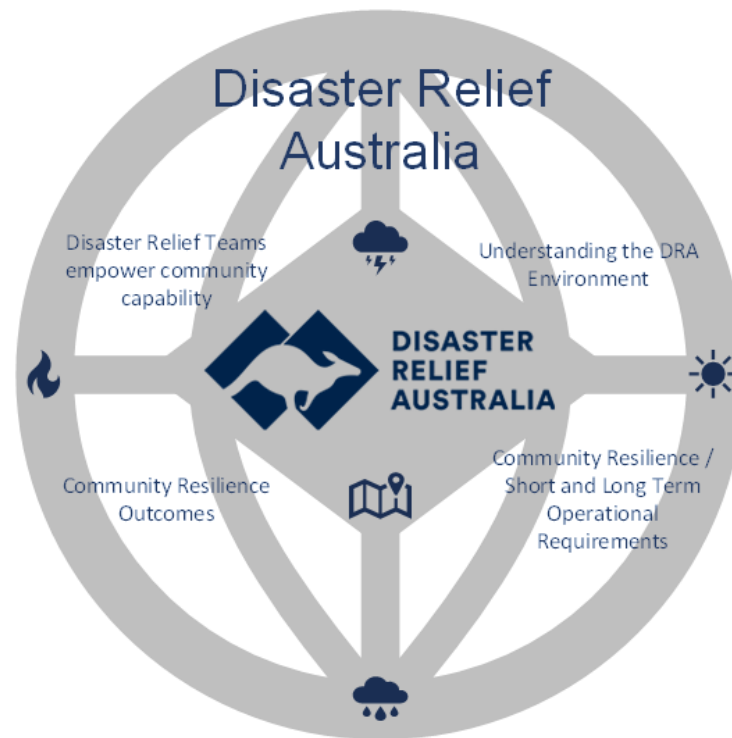 Disaster Relief
Australia
Disaster Relief Teams
empower community
capability
Understanding the DRA
Environment
DISASTER
RELIEF
AUSTRALIA
Community Resilience
Outcomes
Community Resilience /
Short and Long Term
Operational
Requirements